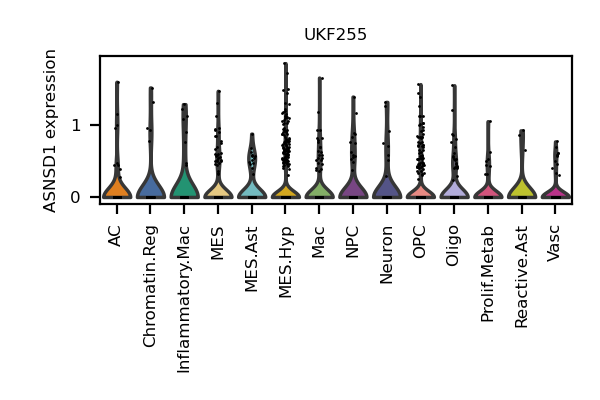 UKF255
ASNSD1 expression
1
0
AC
Chromatin.Reg
Inflammatory.Mac
MES
MES.Ast
MES.Hyp
Mac
NPC
Neuron
OPC
Oligo
Prolif.Metab
Reactive.Ast
Vasc